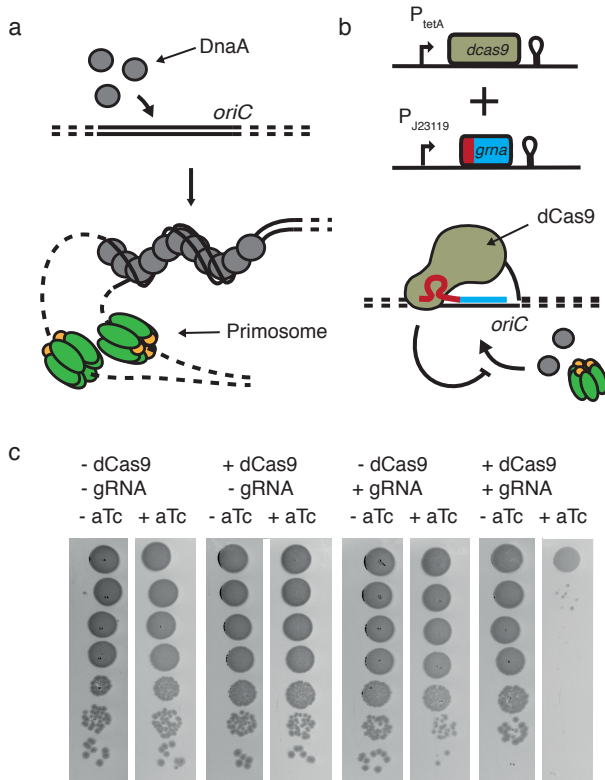 a
DnaA
oriC
Primosome
b
PtetA
dcas9
+
PJ23119
grna
dCas9
oriC
c
- dCas9 + dCas9 - dCas9 + dCas9
- gRNA - gRNA + gRNA + gRNA
- aTc + aTc - aTc + aTc - aTc + aTc - aTc + aTc